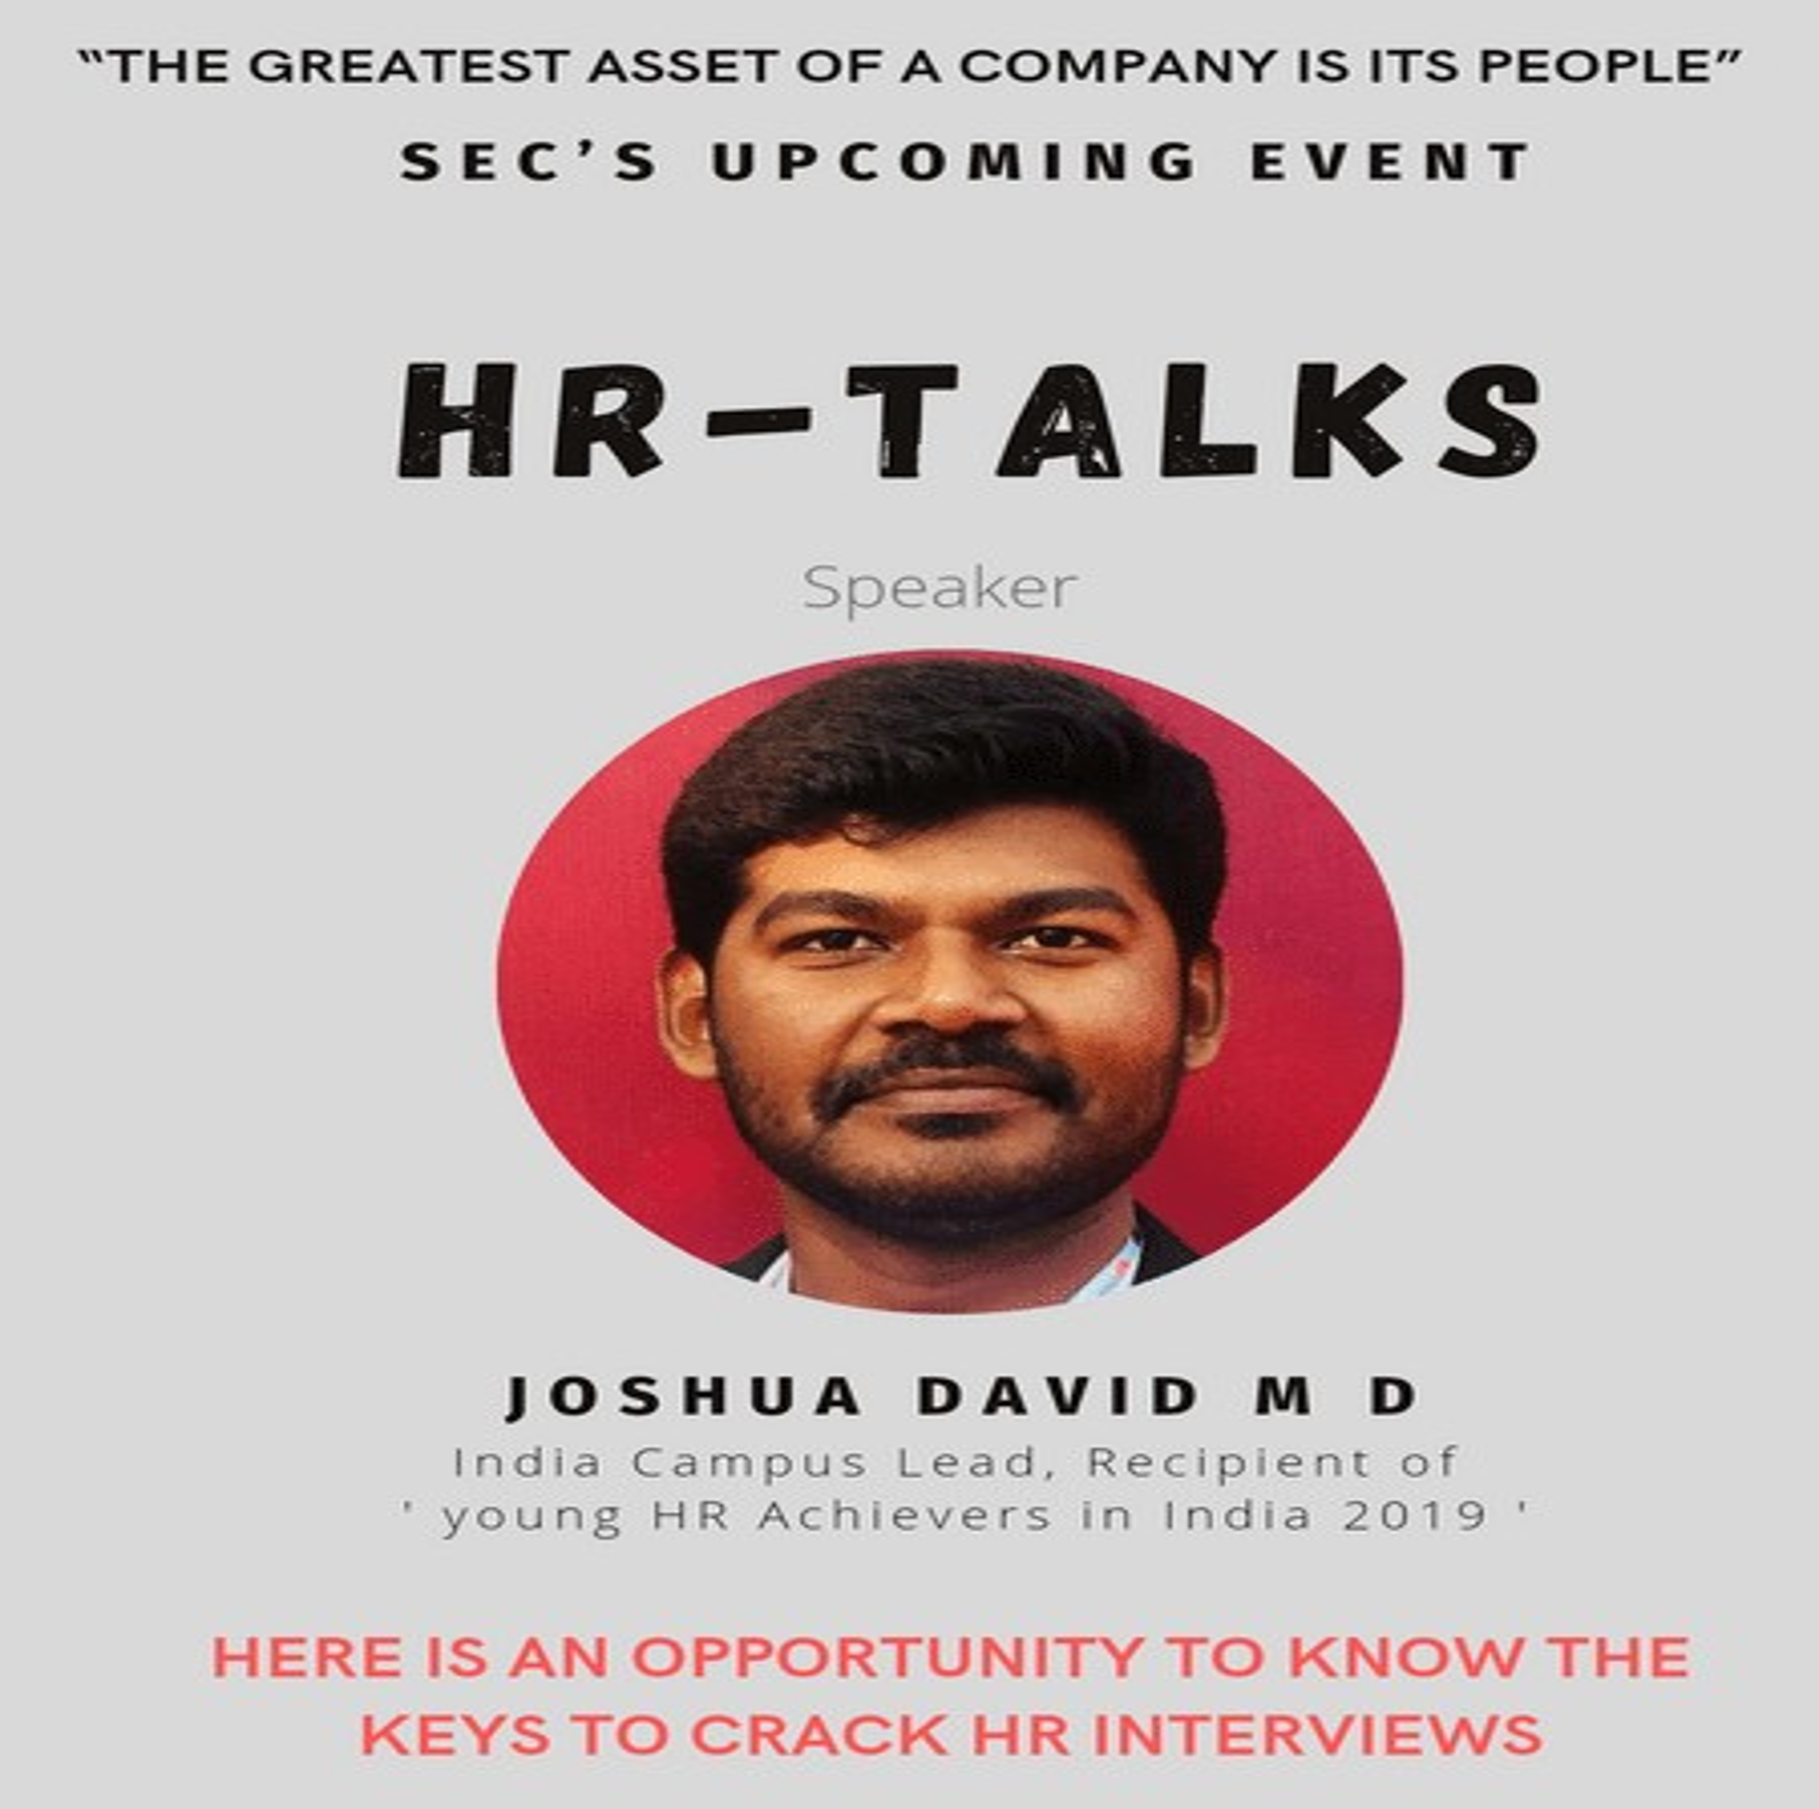 “THE GREATEST ASSET OF A COMPANY IS ITS PEOPLE”
SEC’S UPCOMING EVENT
HR-TALKS
Speaker
JOSHUA DAVID M D
India Campus Lead, Recipient of
' young HR Achievers in India 2019 '
HERE IS AN OPPORTUNITY TO KNOW THE
KEYS TO CRACK HR INTERVIEWS